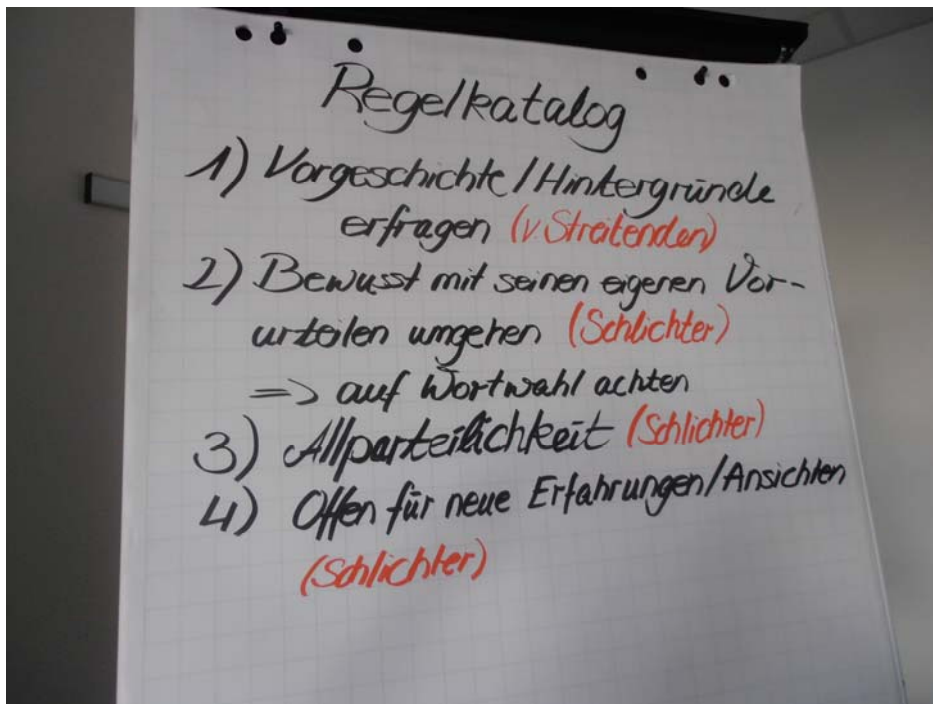 Regelkatalog
1) Vorgeschichte/Hintergründe
erfragen (v. Streitenden)
2) Bewusst mit seinen eigeren Vor-
urteilen umgehen (Schlichter)
=> auf Wortwahl achten
3) Allparteilichkeit (Schlichter)
4) Offen für neue Erfahrungen/Ansichten
(Schlichter)